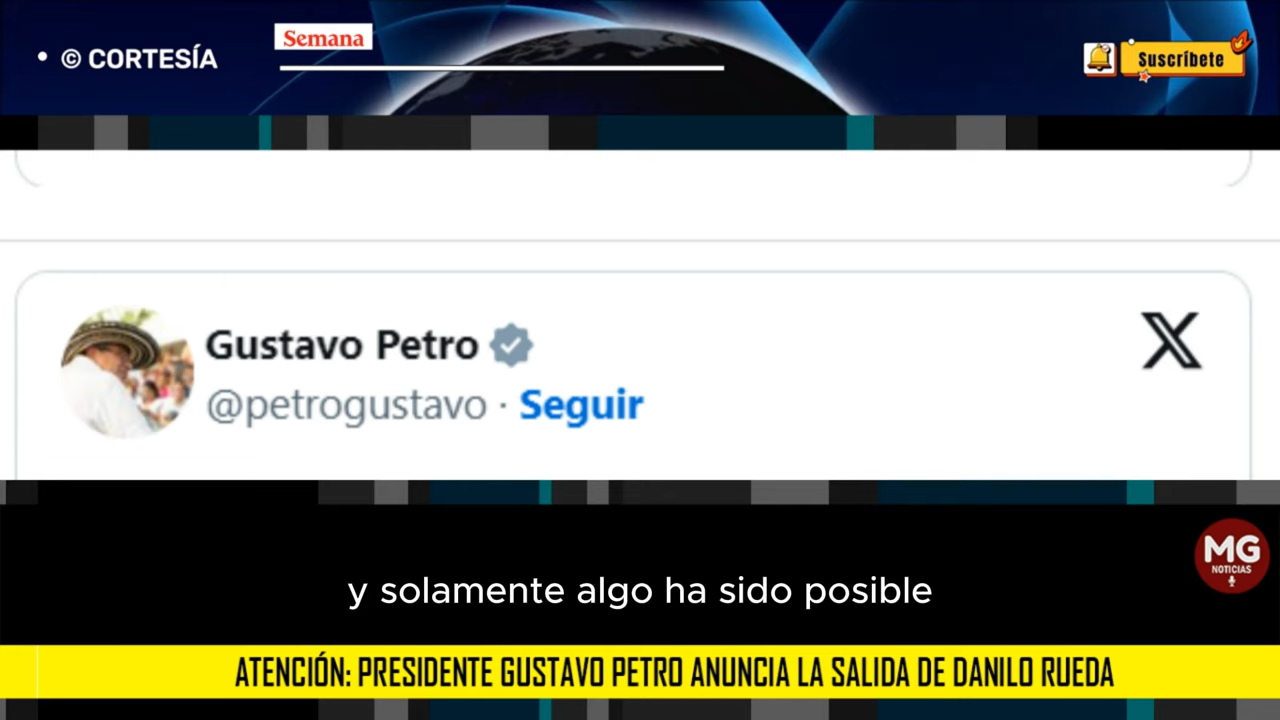 • © CORTESÍA
Semana
Suscríbete
Gustavo Petro
@petrogustavo · Seguir
X
MG
NOTICIAS
y solamente algo ha sido posible
ATENCIÓN: PRESIDENTE GUSTAVO PETRO ANUNCIA LA SALIDA DE DANILO RUEDA